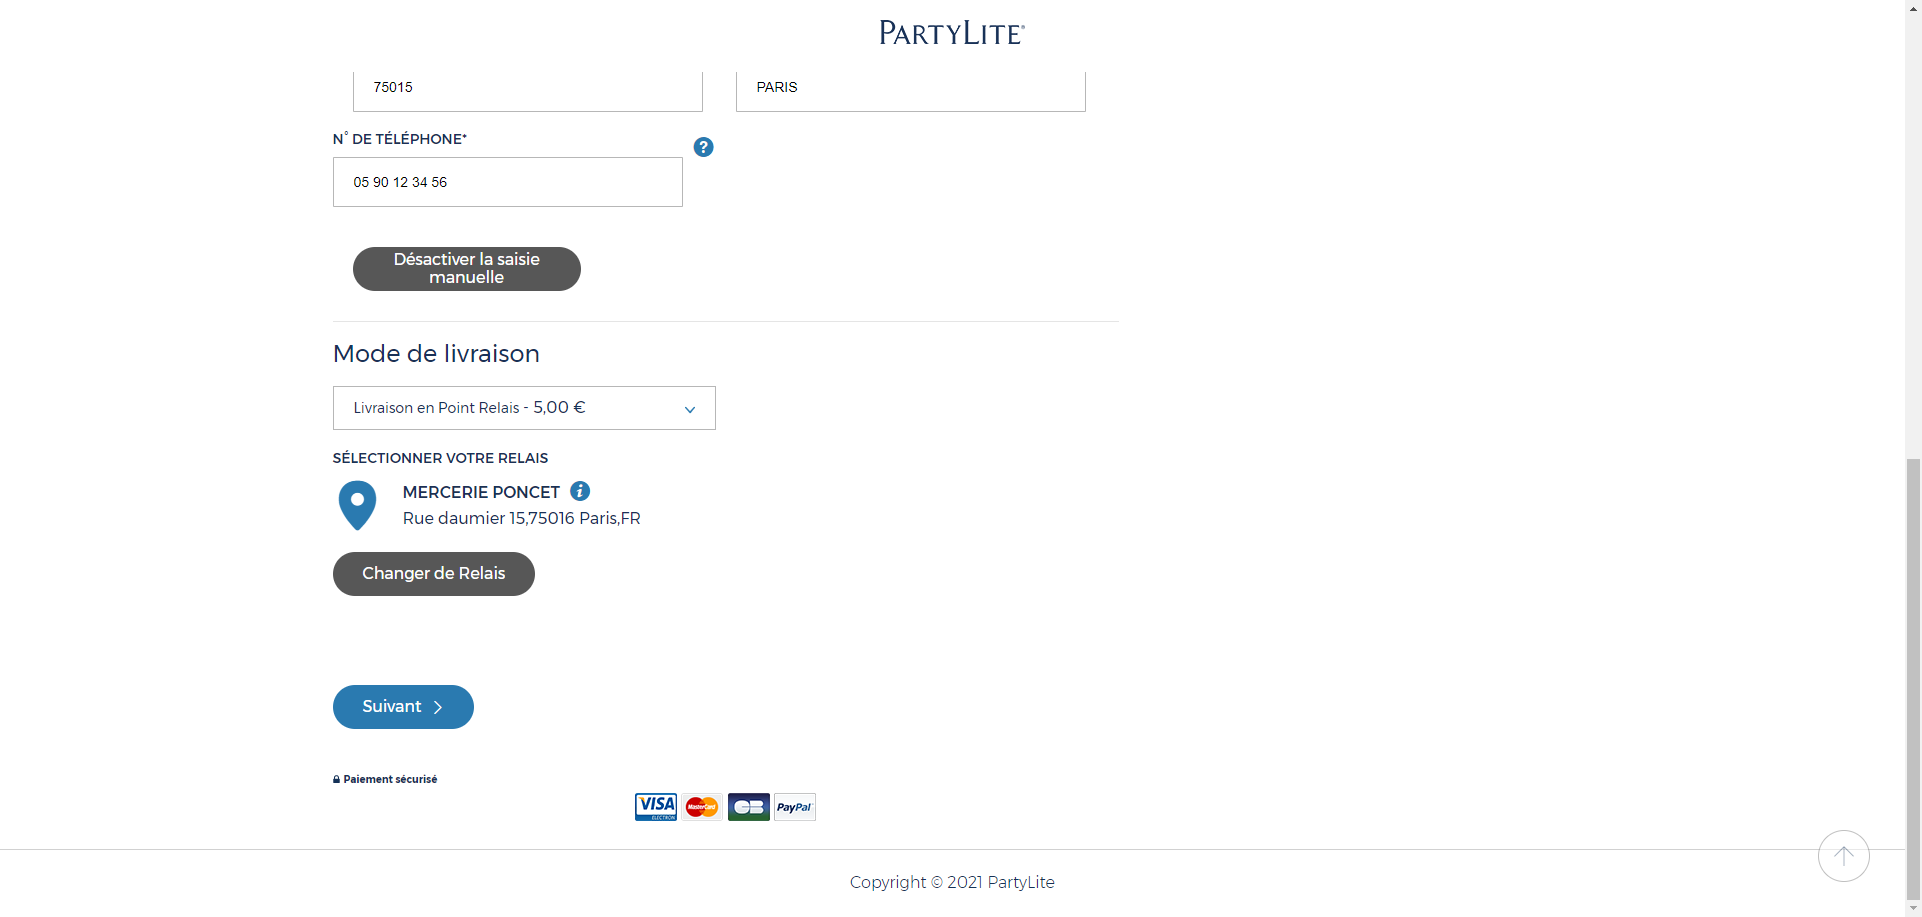 PARTYLITE®
75015
PARIS
N° DE TÉLÉPHONE*
?
05 90 12 34 56
Désactiver la saisie
manuelle
Mode de livraison
Livraison en Point Relais - 5,00 €
SÉLECTIONNER VOTRE RELAIS
MERCERIE PONCET i
Rue daumier 15,75016 Paris,FR
Changer de Relais
Suivant >
Paiement sécurisé
VISA ELECTRON MasterCard CB PayPal
Copyright © 2021 PartyLite